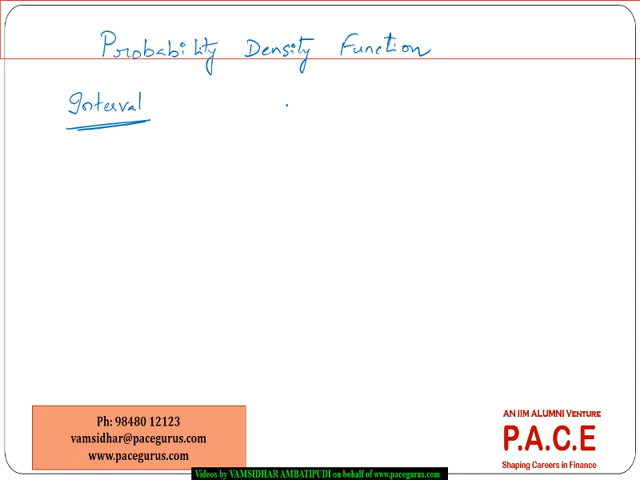 Probability Density Function
Interval
Ph: 98480 12123
vamsidhar@pacegurus.com
www.pacegurus.com
AN IIM ALUMNI VENTURE
P.A.C.E
Shaping Careers in Finance
Videos by VAMSIDHAR AMBATIPUDI on behalf of www.pacegurus.com